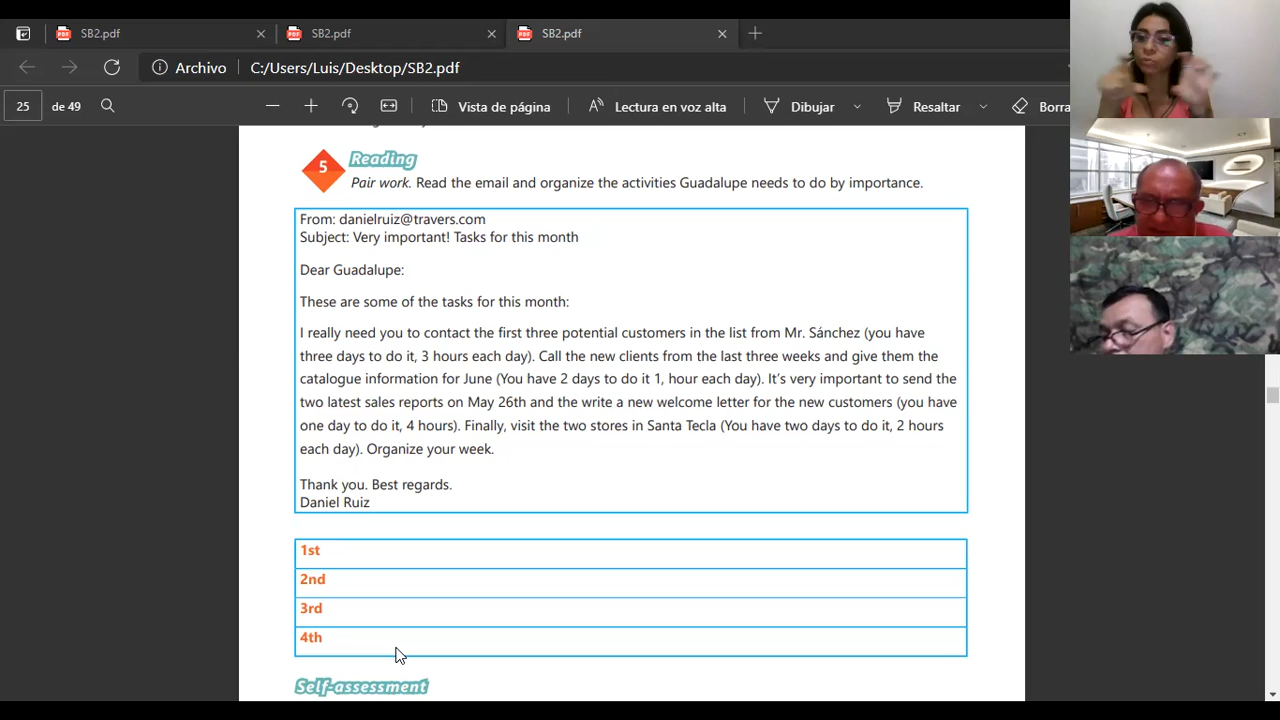 SB2.pdf
SB2.pdf
SB2.pdf
Archivo C:/Users/Luis/Desktop/SB2.pdf
25 de 49 Vista de página Lectura en voz alta Dibujar Resaltar Borra
5 Reading
Pair work. Read the email and organize the activities Guadalupe needs to do by importance.
From: danielruiz@travers.com
Subject: Very important! Tasks for this month
Dear Guadalupe:
These are some of the tasks for this month:
I really need you to contact the first three potential customers in the list from Mr. Sánchez (you have
three days to do it, 3 hours each day). Call the new clients from the last three weeks and give them the
catalogue information for June (You have 2 days to do it 1, hour each day). It's very important to send the
two latest sales reports on May 26th and the write a new welcome letter for the new customers (you have
one day to do it, 4 hours). Finally, visit the two stores in Santa Tecla (You have two days to do it, 2 hours
each day). Organize your week.
Thank you. Best regards.
Daniel Ruiz
1st
2nd
3rd
4th
Self-assessment